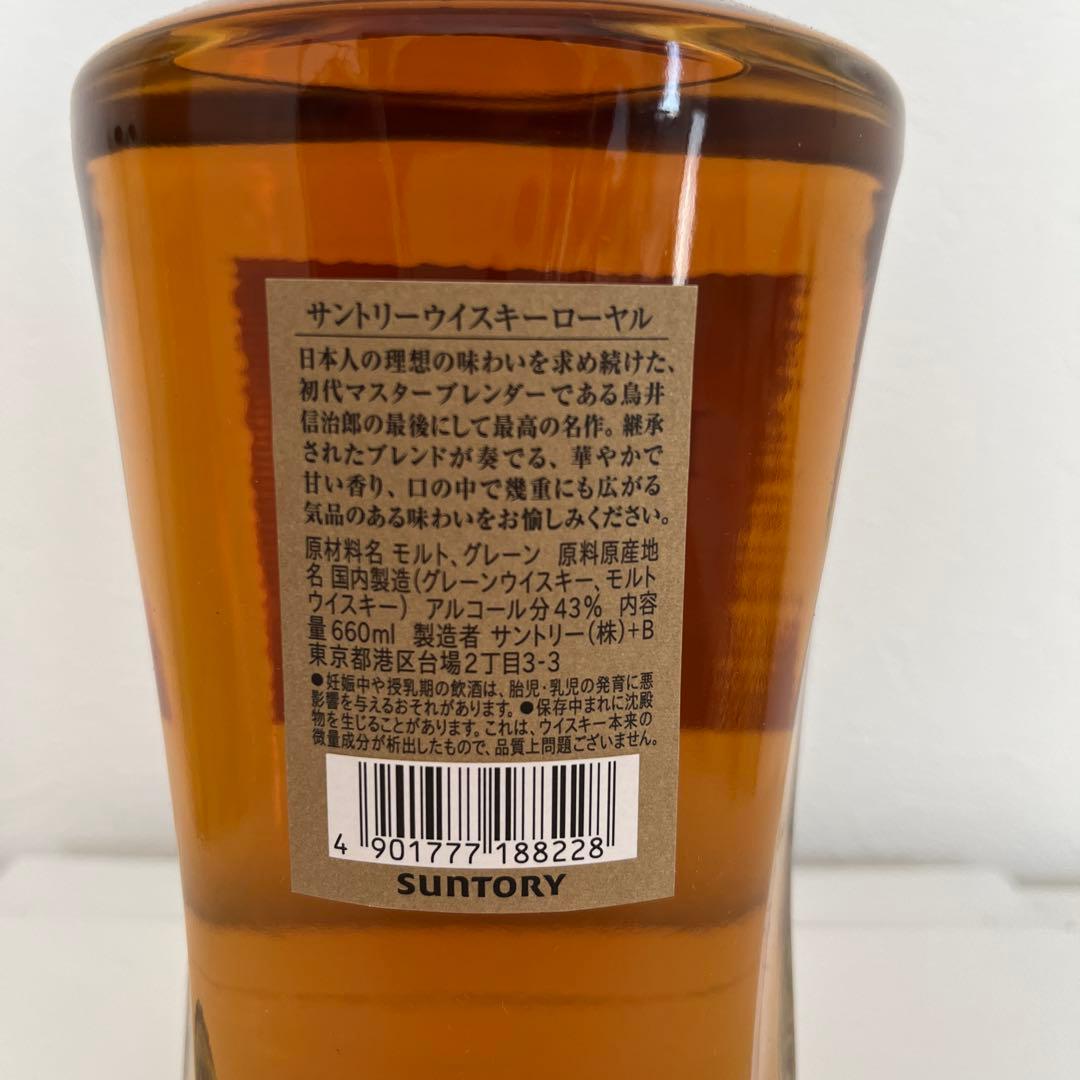 サントリーウイスキーローヤル
日本人の理想の味わいを求め続けた、
初代マスターブレンダーである鳥井
信治郎の最後にして最高の名作。継承
されたブレンドが奏でる、華やかで
甘い香り、口の中で幾重にも広がる
気品のある味わいをお愉しみください。
原材料名 モルト、グレーン 原料原産地
名 国内製造(グレーンウイスキー、モルト
ウイスキー) アルコール分43% 内容
量660ml 製造者 サントリー(株)+B
東京都港区台場2丁目3-3
●妊娠中や授乳期の飲酒は、胎児・乳児の発育に悪
影響を与えるおそれがあります。●保存中まれに沈殿
物を生じることがあります。これは、ウイスキー本来の
微量成分が析出したもので、品質上問題ございません。
4 901777 188228
SUNTORY